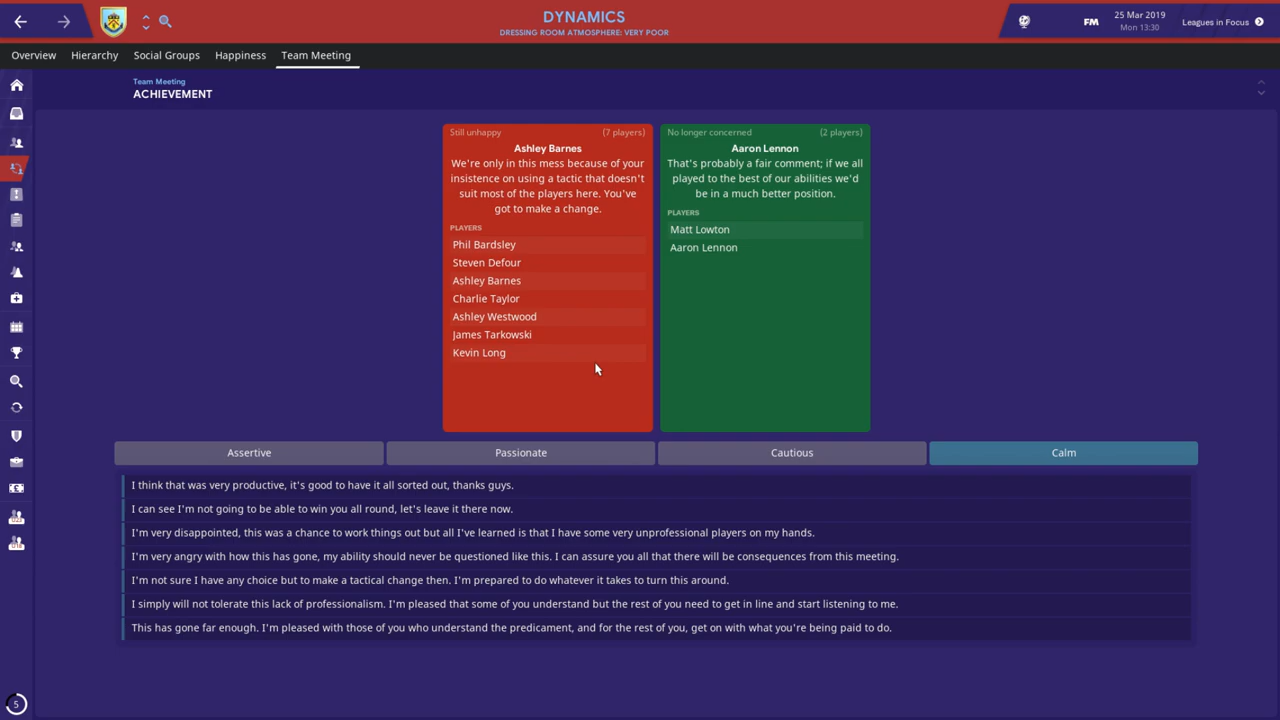 DYNAMICS
DRESSING ROOM ATMOSPHERE: VERY POOR
FM
25 Mar 2019
Mon 13:30
Leagues in Focus
Overview
Hierarchy
Social Groups
Happiness
Team Meeting
Team Meeting
ACHIEVEMENT
Still unhappy
(7 players)
Ashley Barnes
We're only in this mess because of your
insistence on using a tactic that doesn't
suit most of the players here. You've
got to make a change.
PLAYERS
Phil Bardsley
Steven Defour
Ashley Barnes
Charlie Taylor
Ashley Westwood
James Tarkowski
Kevin Long
No longer concerned
(2 players)
Aaron Lennon
That's probably a fair comment; if we all
played to the best of our abilities we'd
be in a much better position.
PLAYERS
Matt Lowton
Aaron Lennon
Assertive
Passionate
Cautious
Calm
I think that was very productive, it's good to have it all sorted out, thanks guys.
I can see I'm not going to be able to win you all round, let's leave it there now.
I'm very disappointed, this was a chance to work things out but all I've learned is that I have some very unprofessional players on my hands.
I'm very angry with how this has gone, my ability should never be questioned like this. I can assure you all that there will be consequences from this meeting.
I'm not sure I have any choice but to make a tactical change then. I'm prepared to do whatever it takes to turn this around.
I simply will not tolerate this lack of professionalism. I'm pleased that some of you understand but the rest of you need to get in line and start listening to me.
This has gone far enough. I'm pleased with those of you who understand the predicament, and for the rest of you, get on with what you're being paid to do.
U23
U18
5